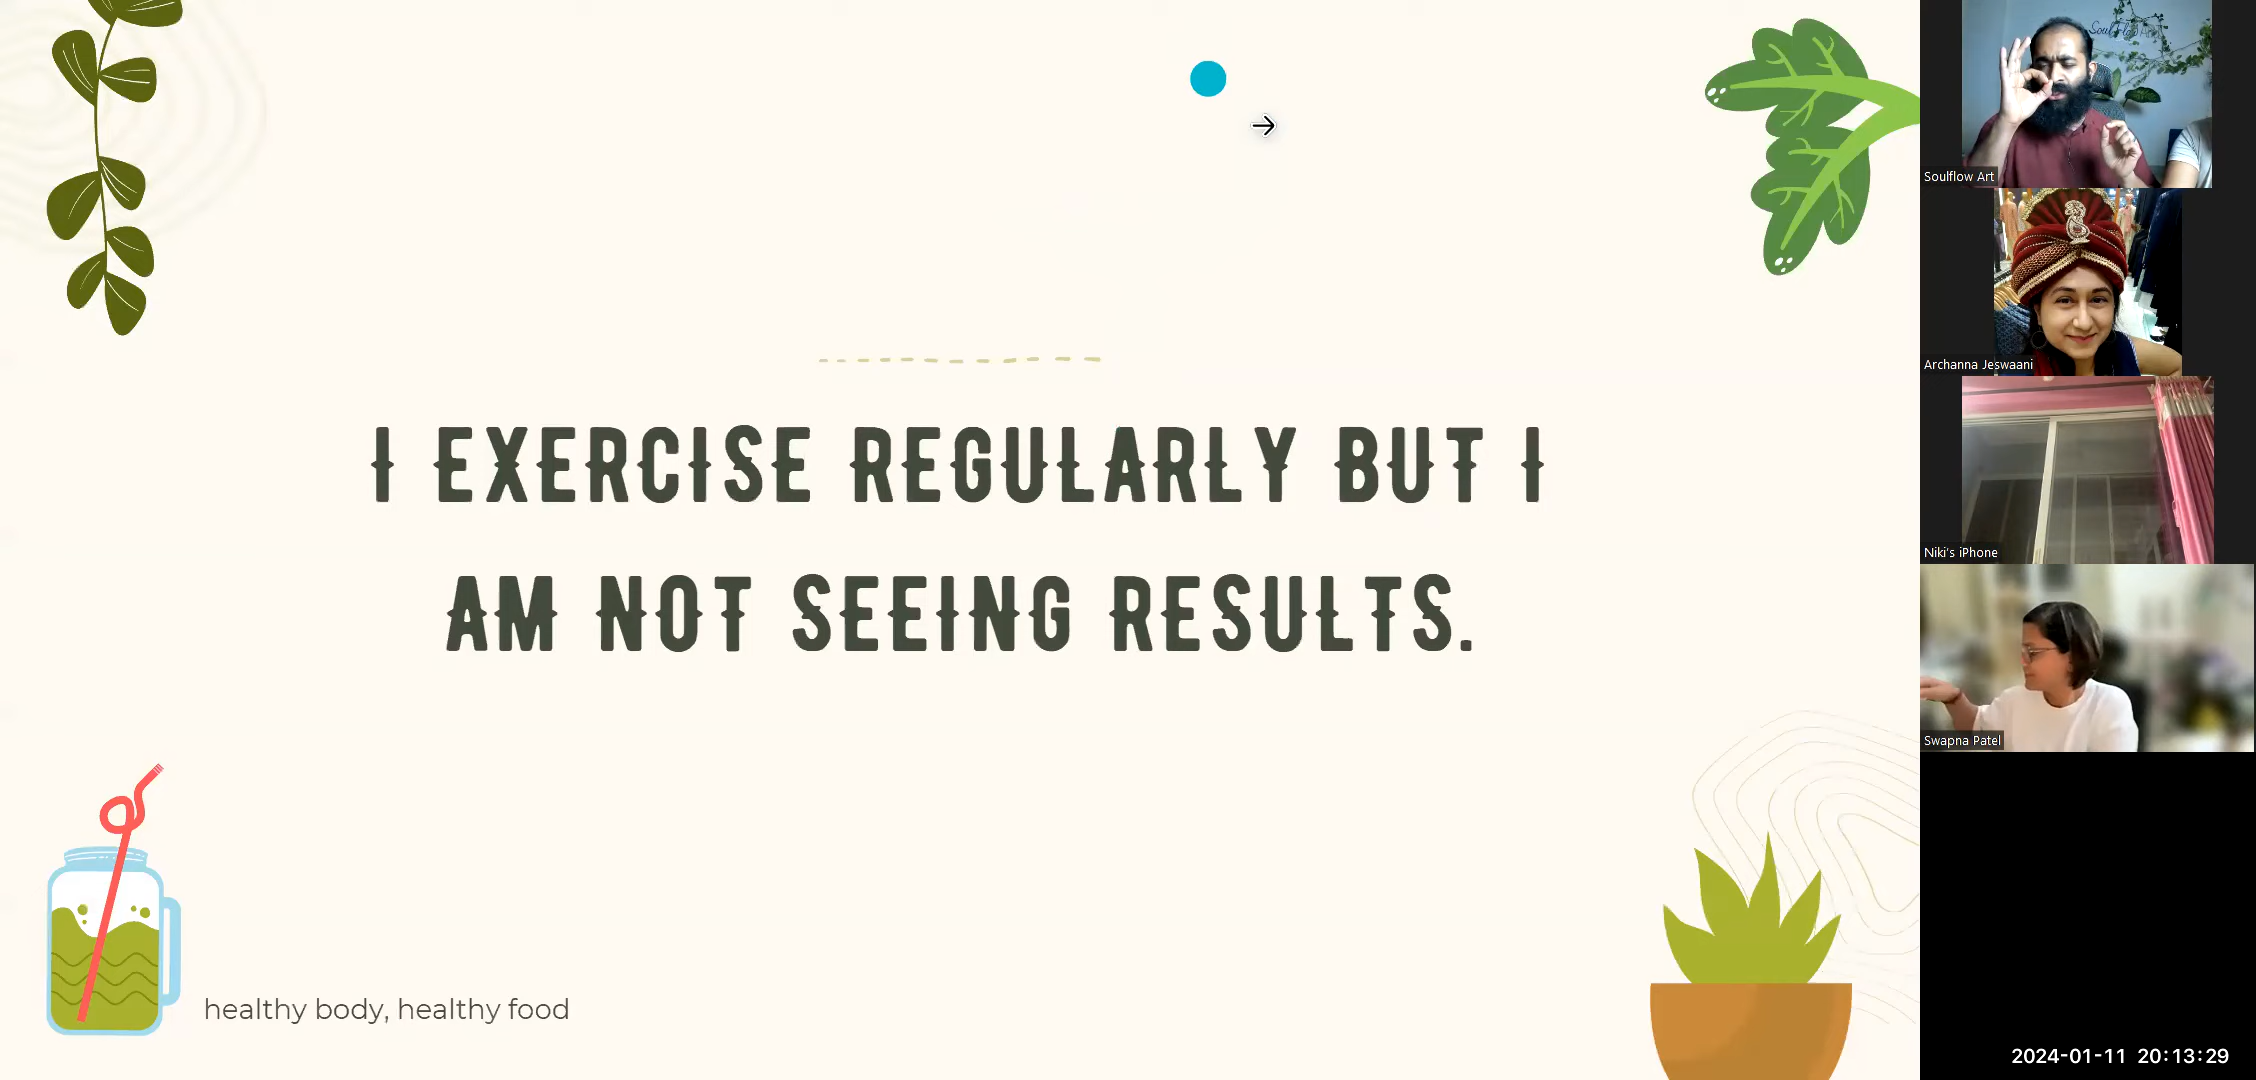 I EXERCISE REGULARLY BUT I
AM NOT SEEING RESULTS.
healthy body, healthy food
Soulflow Art
Archanna Jeswaani
Niki's iPhone
Swapna Patel
2024-01-11 20:13:29